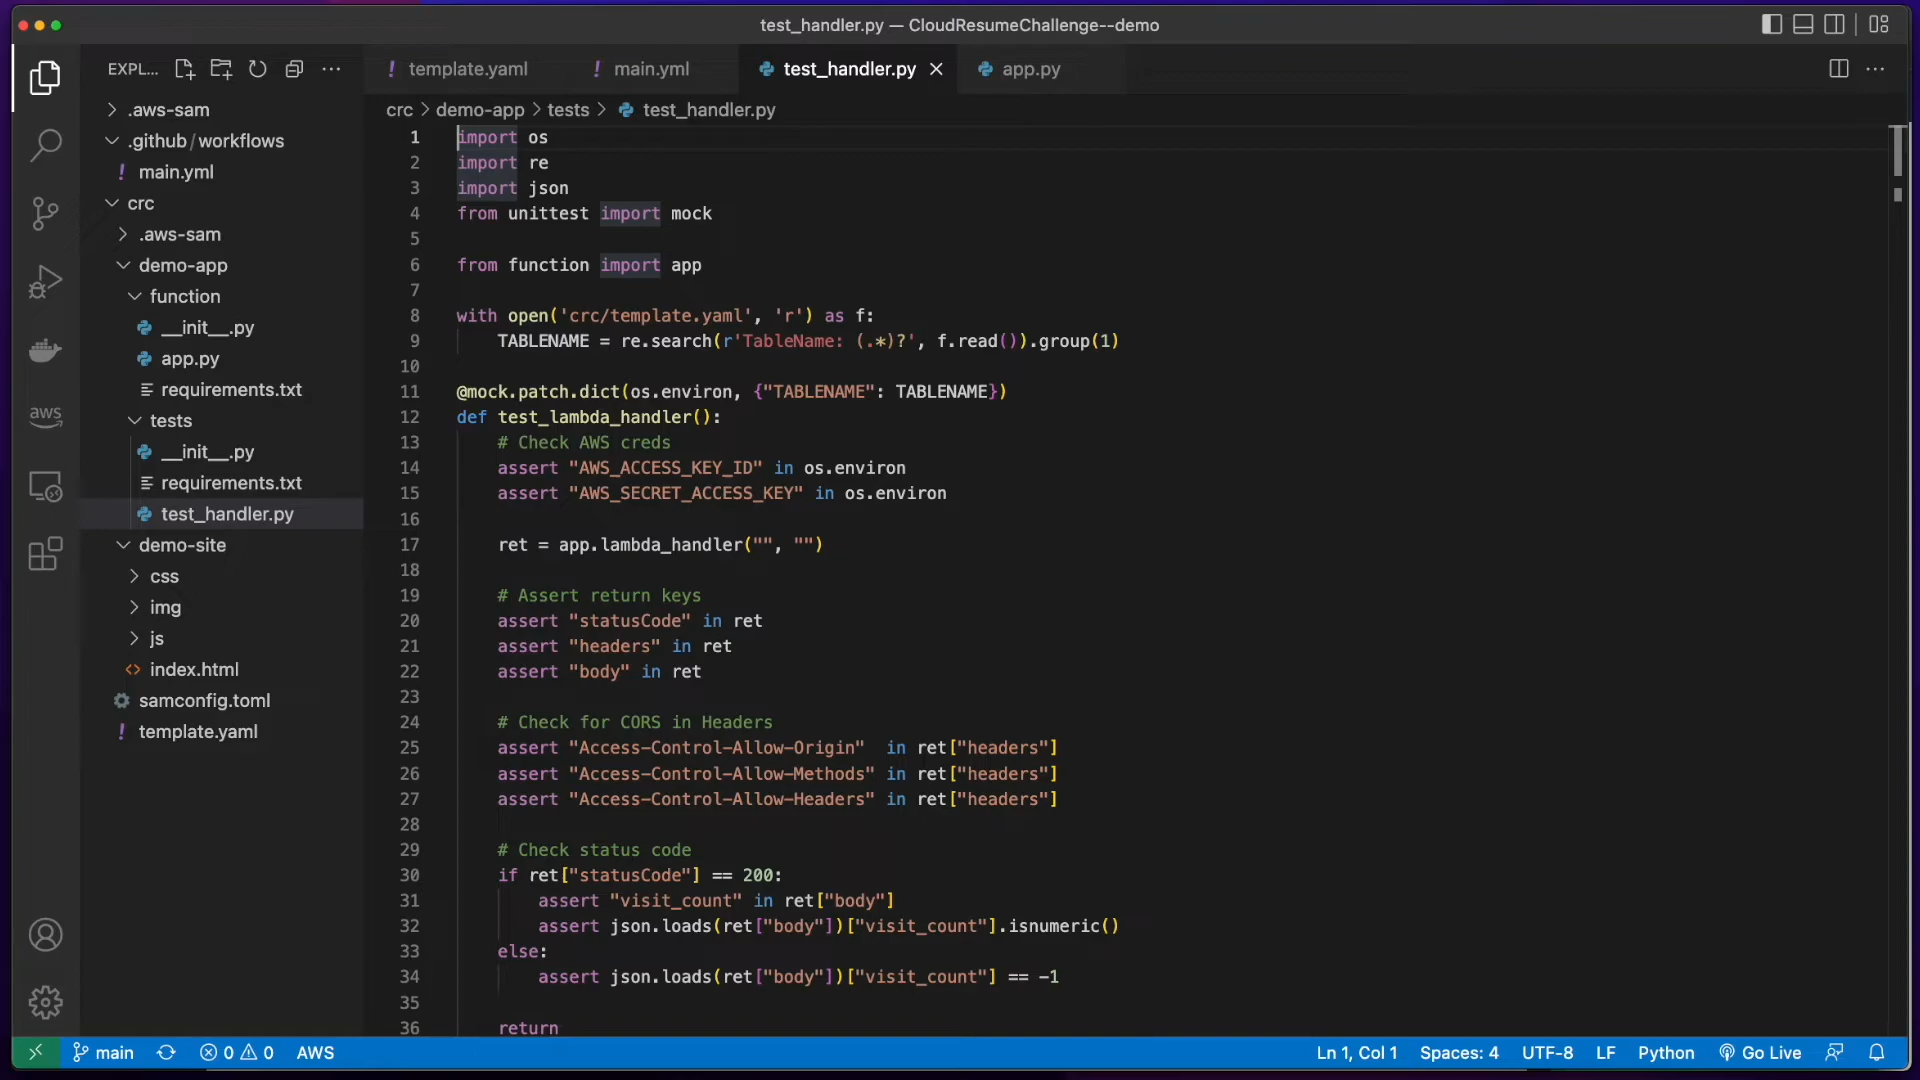 test_handler.py — CloudResumeChallenge--demo
EXPL...
template.yaml
main.yml
test_handler.py
app.py
crc > demo-app > tests > test_handler.py
.aws-sam
.github/workflows
main.yml
crc
.aws-sam
demo-app
function
__init__.py
app.py
requirements.txt
tests
__init__.py
requirements.txt
test_handler.py
demo-site
css
img
js
index.html
samconfig.toml
template.yaml
aws
1 import os
2 import re
3 import json
4 from unittest import mock
5
6 from function import app
7
8 with open('crc/template.yaml', 'r') as f:
9     TABLENAME = re.search(r'TableName: (.*)?', f.read()).group(1)
10
11 @mock.patch.dict(os.environ, {"TABLENAME": TABLENAME})
12 def test_lambda_handler():
13     # Check AWS creds
14     assert "AWS_ACCESS_KEY_ID" in os.environ
15     assert "AWS_SECRET_ACCESS_KEY" in os.environ
16
17     ret = app.lambda_handler("", "")
18
19     # Assert return keys
20     assert "statusCode" in ret
21     assert "headers" in ret
22     assert "body" in ret
23
24     # Check for CORS in Headers
25     assert "Access-Control-Allow-Origin"  in ret["headers"]
26     assert "Access-Control-Allow-Methods" in ret["headers"]
27     assert "Access-Control-Allow-Headers" in ret["headers"]
28
29     # Check status code
30     if ret["statusCode"] == 200:
31         assert "visit_count" in ret["body"]
32         assert json.loads(ret["body"])["visit_count"].isnumeric()
33     else:
34         assert json.loads(ret["body"])["visit_count"] == -1
35
36     return
main 0 0 AWS
Ln 1, Col 1 Spaces: 4 UTF-8 LF Python Go Live